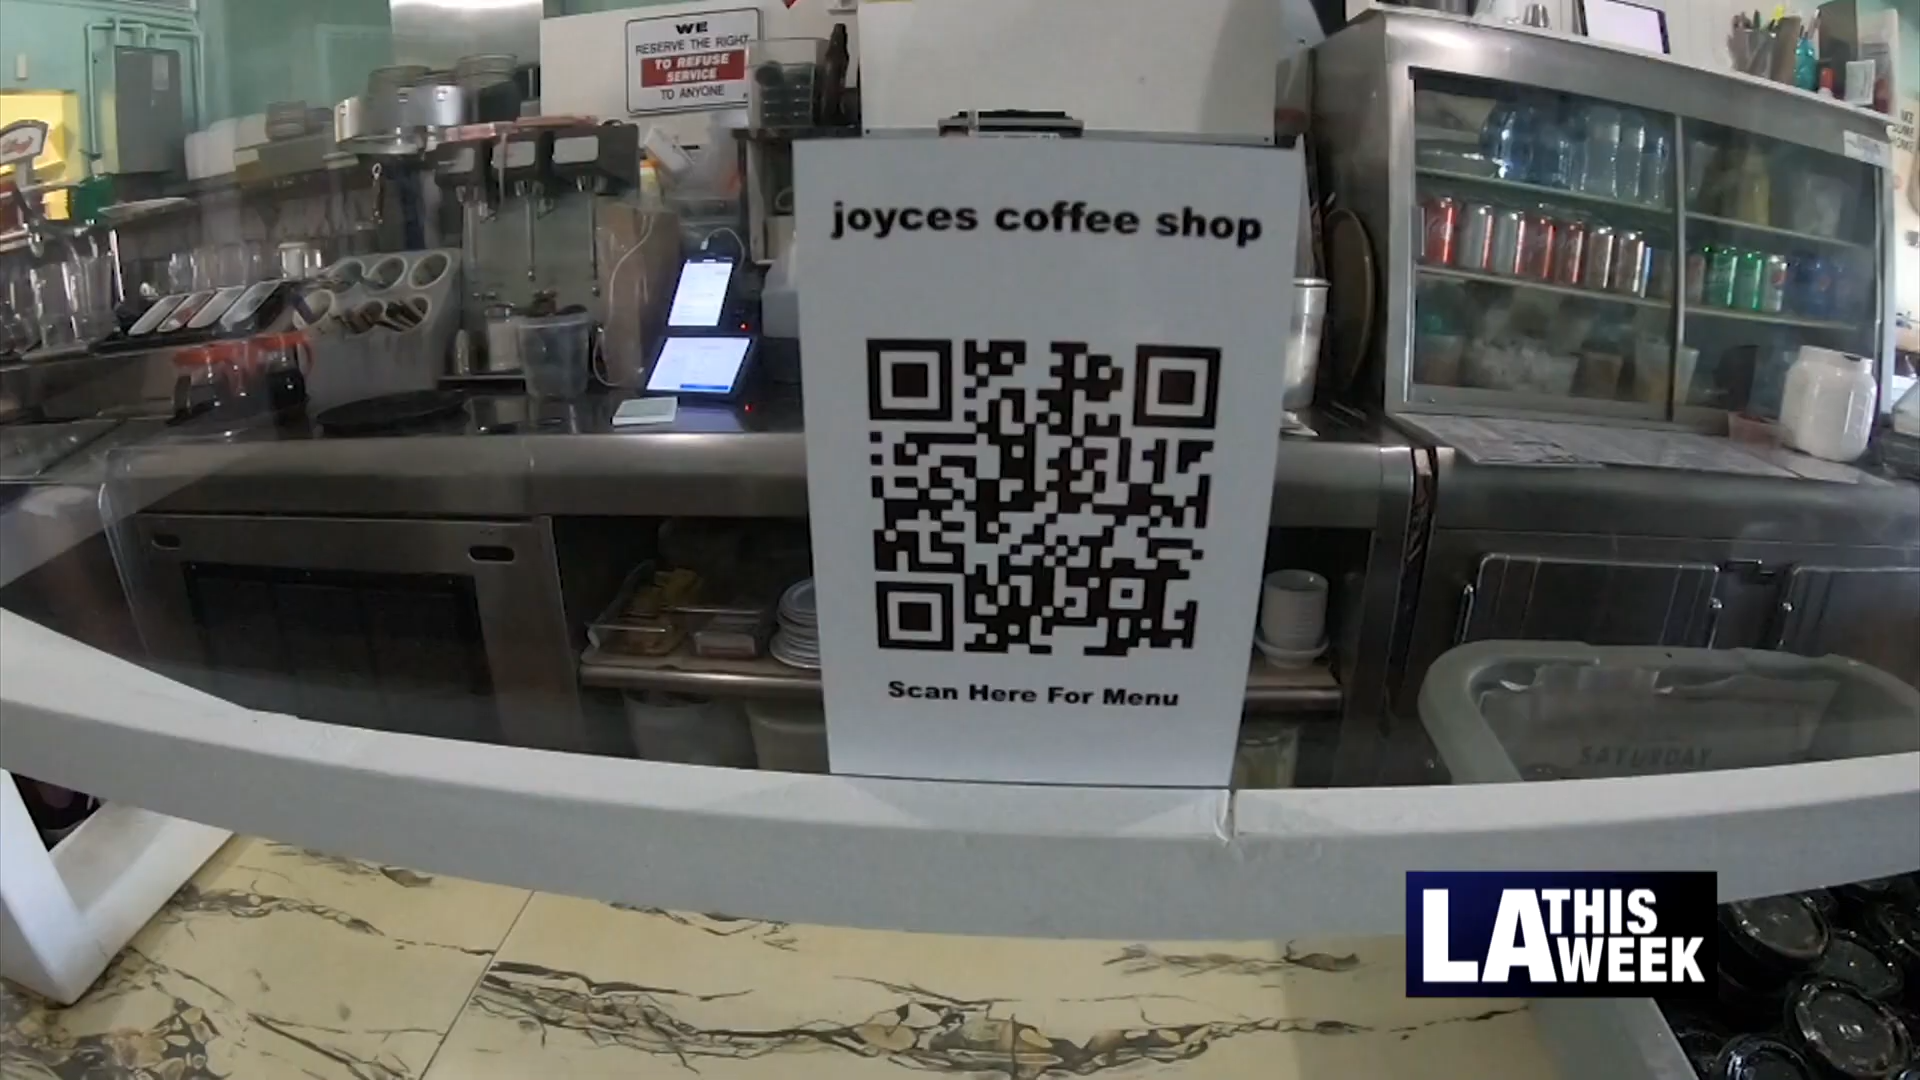 WE
RESERVE THE RIGHT
TO REFUSE
SERVICE
TO ANYONE
joyces coffee shop
Scan Here For Menu
SATURDAY
LA THIS
WEEK